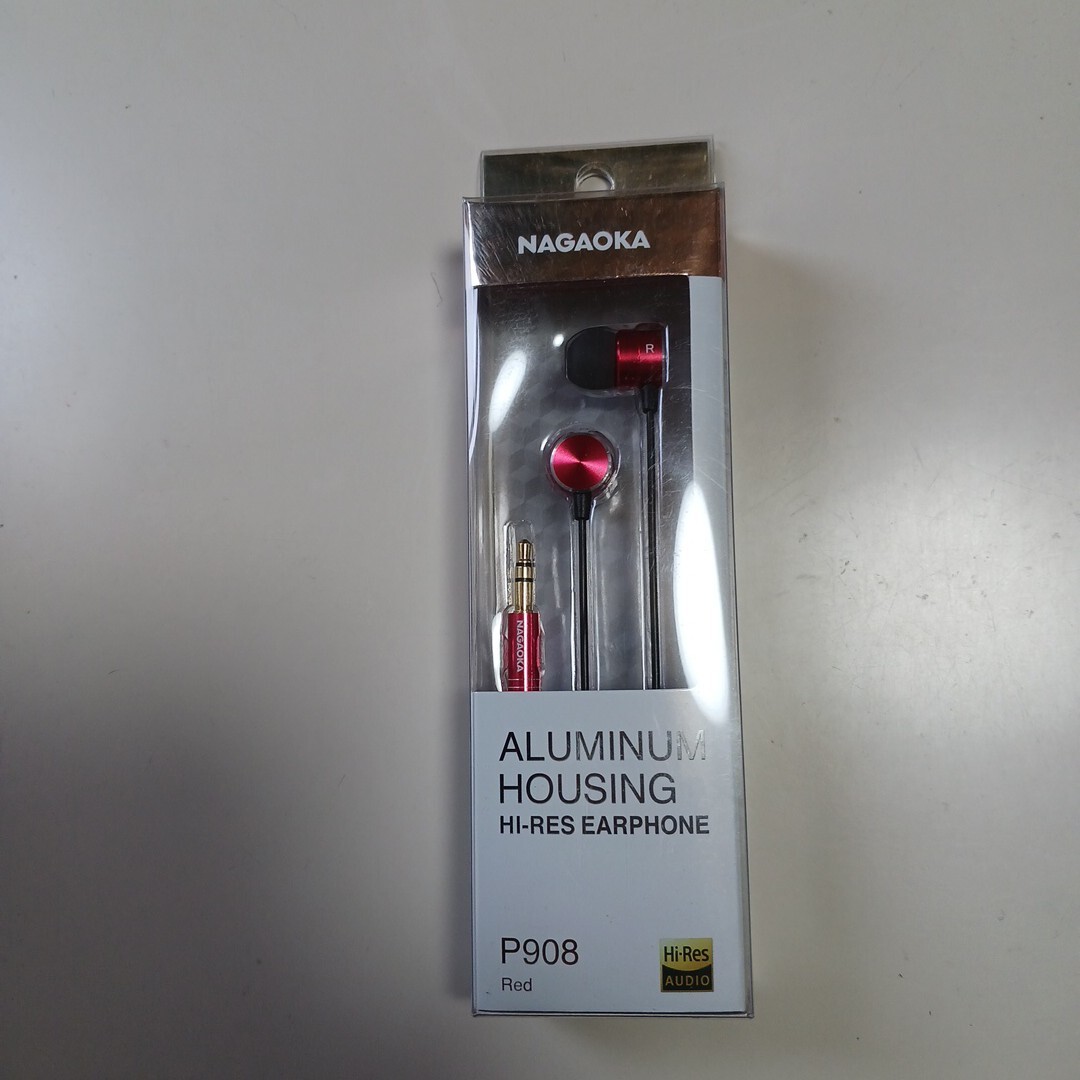 NAGAOKA
R
NAGAOKA
ALUMINUM
HOUSING
HI-RES EARPHONE
P908
Red
Hi-Res
AUDIO